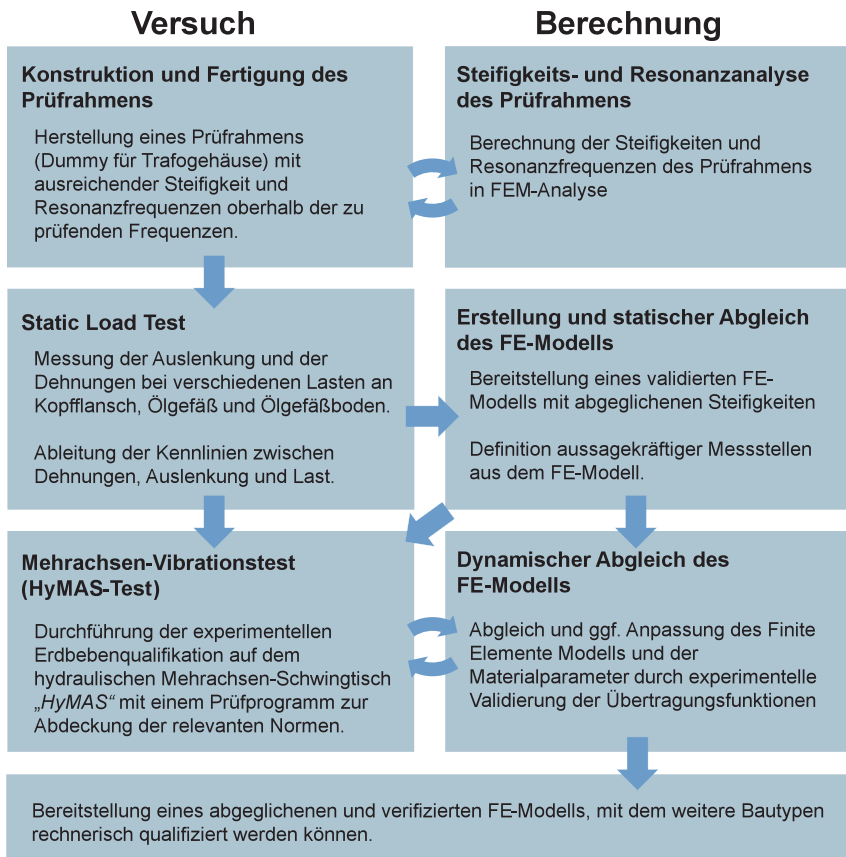 Versuch
Berechnung
Konstruktion und Fertigung des
Prüfrahmens
Herstellung eines Prüfrahmens
(Dummy für Trafogehäuse) mit
ausreichender Steifigkeit und
Resonanzfrequenzen oberhalb der zu
prüfenden Frequenzen.
Steifigkeits- und Resonanzanalyse
des Prüfrahmens
Berechnung der Steifigkeiten und
Resonanzfrequenzen des Prüfrahmens
in FEM-Analyse
Static Load Test
Messung der Auslenkung und der
Dehnungen bei verschiedenen Lasten an
Kopfflansch, Ölgefäß und Ölgefäßboden.
Ableitung der Kennlinien zwischen
Dehnungen, Auslenkung und Last.
Erstellung und statischer Abgleich
des FE-Modells
Bereitstellung eines validierten FE-
Modells mit abgeglichenen Steifigkeiten
Definition aussagekräftiger Messstellen
aus dem FE-Modell.
Mehrachsen-Vibrationstest
(HyMAS-Test)
Durchführung der experimentellen
Erdbebenqualifikation auf dem
hydraulischen Mehrachsen-Schwingtisch
„HyMAS“ mit einem Prüfprogramm zur
Abdeckung der relevanten Normen.
Dynamischer Abgleich des
FE-Modells
Abgleich und ggf. Anpassung des Finite
Elemente Modells und der
Materialparameter durch experimentelle
Validierung der Übertragungsfunktionen
Bereitstellung eines abgeglichenen und verifizierten FE-Modells, mit dem weitere Bautypen
rechnerisch qualifiziert werden können.